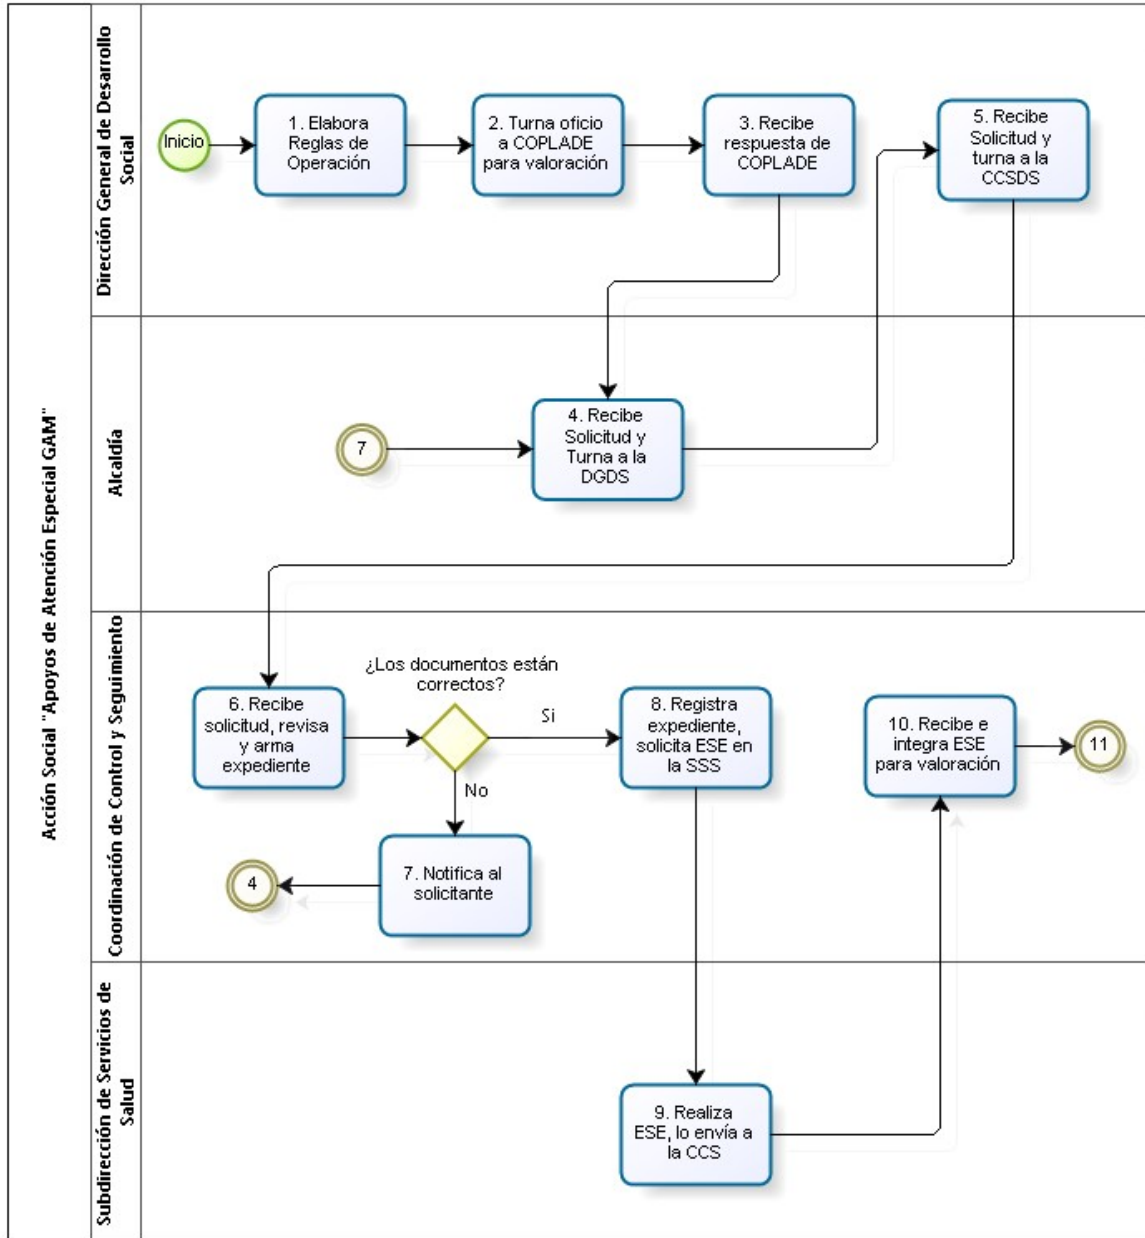 Acción Social "Apoyos de Atención Especial GAM"
Dirección General de Desarrollo
Social
Inicio
1. Elabora
Reglas de
Operación
2. Turna oficio
a COPLADE
para valoración
3. Recibe
respuesta de
COPLADE
5. Recibe
Solicitud y
turna a la
CCSDS
Alcaldía
7
4. Recibe
Solicitud y
Turna a la
DGDS
Coordinación de Control y Seguimiento
6. Recibe
solicitud, revisa
y arma
expediente
¿Los documentos están
correctos?
Si
No
8. Registra
expediente,
solicita ESE en
la SSS
10. Recibe e
integra ESE
para valoración
11
4
7. Notifica al
solicitante
Subdirección de Servicios de
Salud
9. Realiza
ESE, lo envía a
la CCS